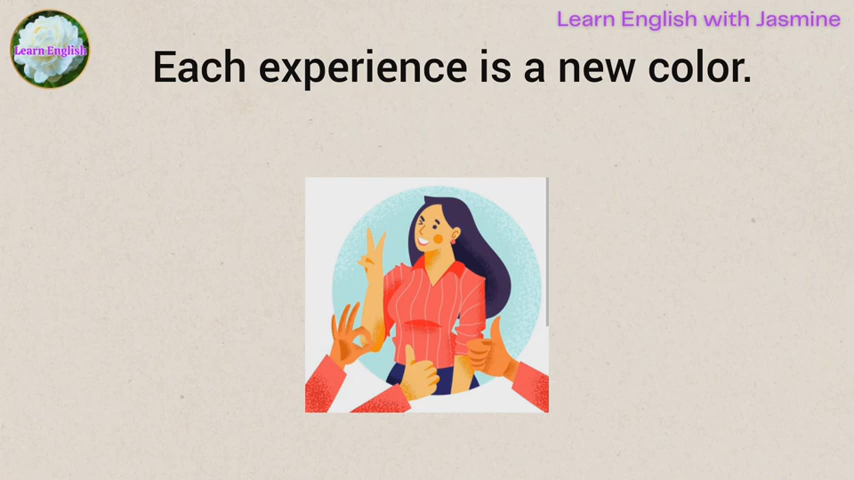 Learn English with Jasmine
Learn English
Each experience is a new color.